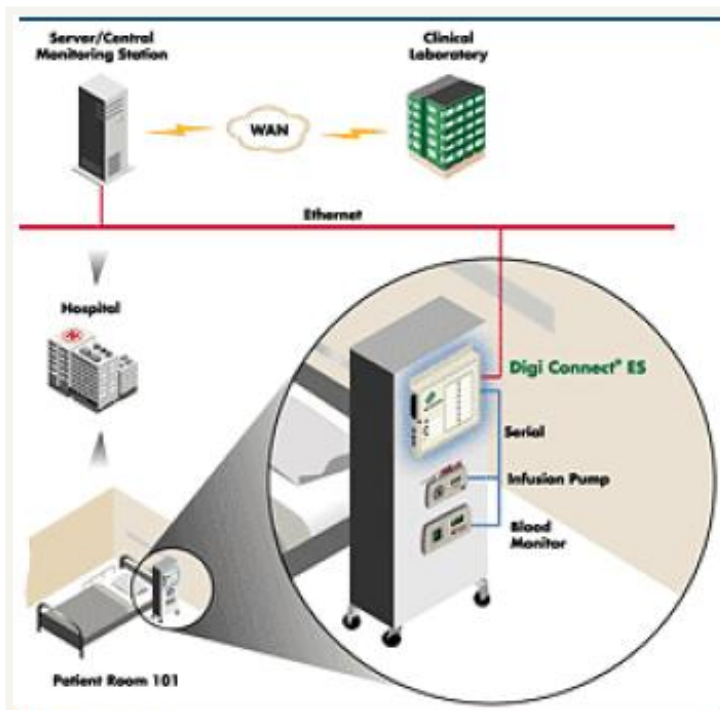 Server/Central
Monitoring Station
Clinical
Laboratory
WAN
Ethernet
Hospital
Digi Connect® ES
Serial
Infusion Pump
Blood
Monitor
Patient Room 101